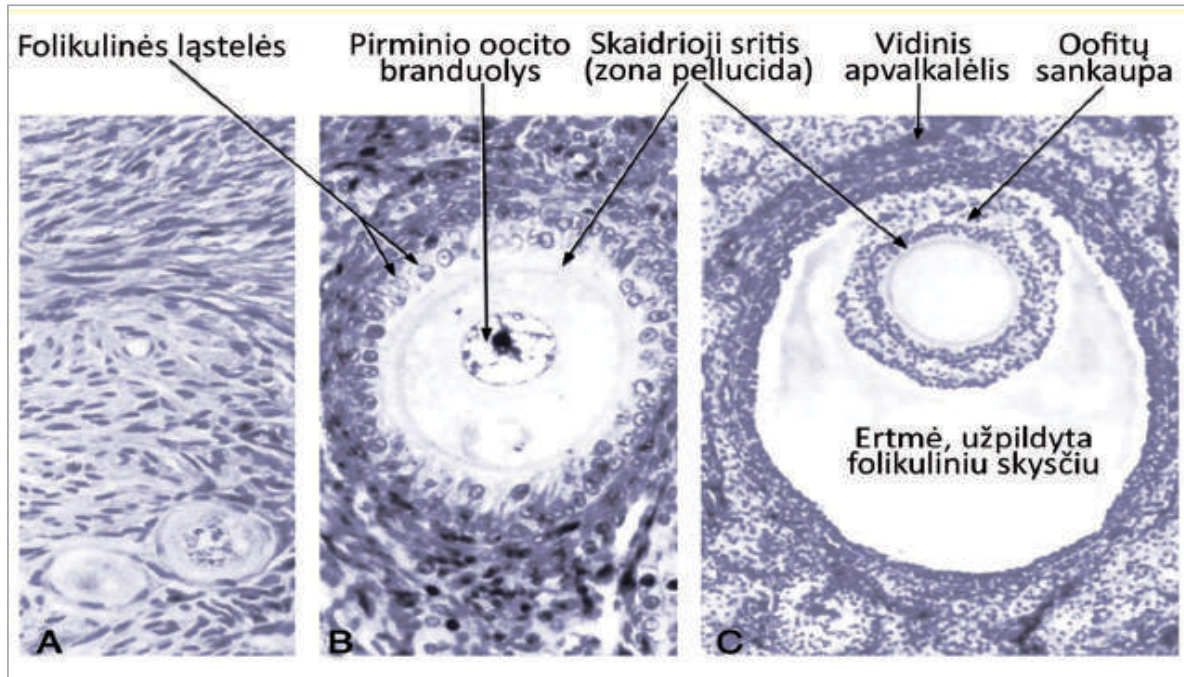 Folikulinės ląstelės
Pirminio oocito
branduolys
Skaidrioji sritis
(zona pellucida)
Vidinis
apvalkalėlis
Oofitų
sankaupa
Ertmė, užpildyta
folikuliniu skysčiu
A
B
C